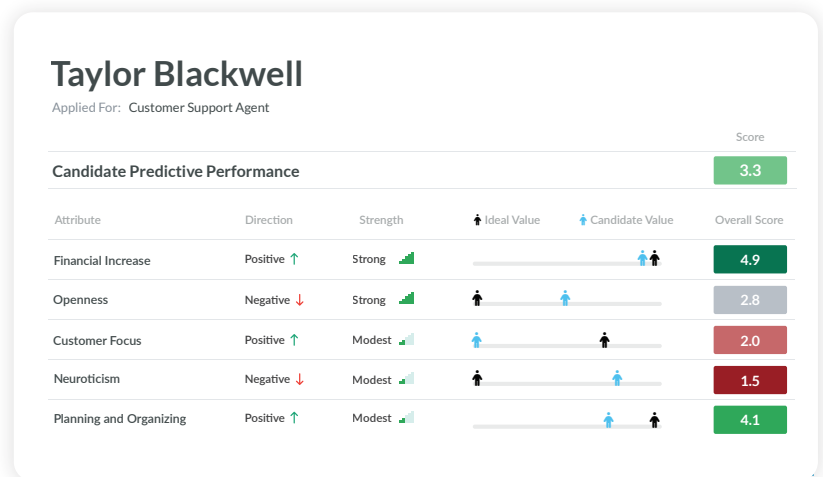 Taylor Blackwell
Applied For: Customer Support Agent
Score
Candidate Predictive Performance 3.3
Attribute Direction Strength Ideal Value Candidate Value Overall Score
Financial Increase Positive ↑ Strong 4.9
Openness Negative ↓ Strong 2.8
Customer Focus Positive ↑ Modest 2.0
Neuroticism Negative ↓ Modest 1.5
Planning and Organizing Positive ↑ Modest 4.1